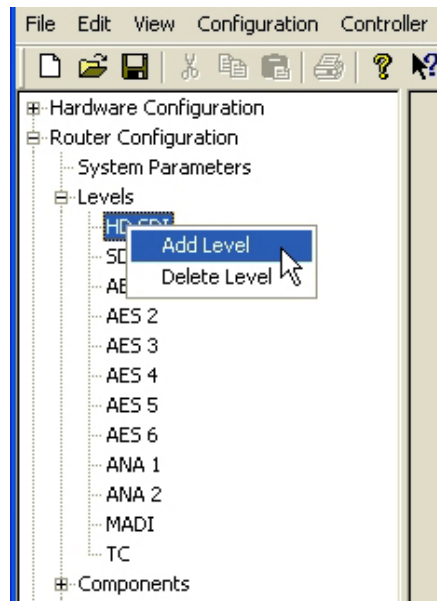 File Edit View Configuration Controller
Hardware Configuration
Router Configuration
System Parameters
Levels
Add Level
Delete Level
AES 2
AES 3
AES 4
AES 5
AES 6
ANA 1
ANA 2
MADI
TC
Components